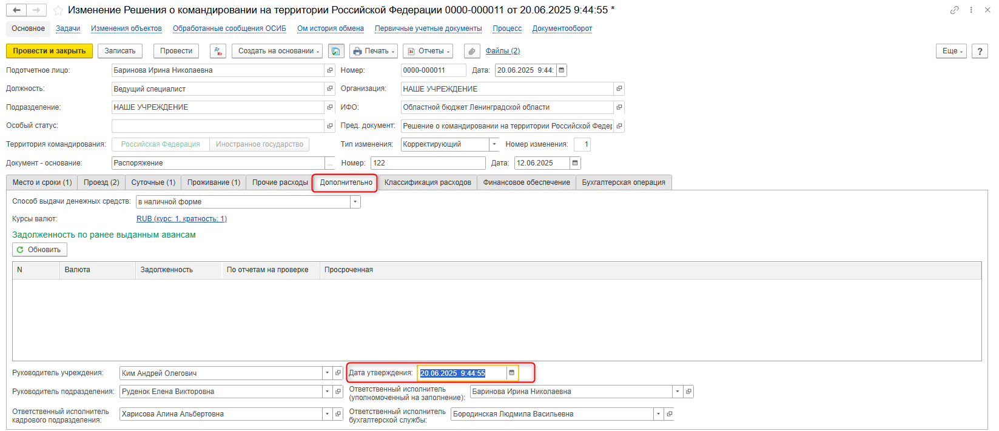 Изменение Решения о командировании на территории Российской Федерации 0000-000011 от 20.06.2025 9:44:55 *
Основное Задачи Изменения объектов Обработанные сообщения ОСИБ Ом история обмена Первичные учетные документы Процесс Документооборот
Провести и закрыть Записать Провести Дт Кт Создать на основании Печать Отчеты Файлы (2) Еще ?
Подотчетное лицо: Баринова Ирина Николаевна Номер: 0000-000011 Дата: 20.06.2025 9:44:
Должность: Ведущий специалист Организация: НАШЕ УЧРЕЖДЕНИЕ
Подразделение: НАШЕ УЧРЕЖДЕНИЕ ИФО: Областной бюджет Ленинградской области
Особый статус: Пред. документ: Решение о командировании на территории Российской Федер
Территория командирования: Российская Федерация Иностранное государство Тип изменения: Корректирующий Номер изменения: 1
Документ - основание: Распоряжение ... Номер: 122 Дата: 12.06.2025
Место и сроки (1) Проезд (2) Суточные (1) Проживание (1) Прочие расходы Дополнительно Классификация расходов Финансовое обеспечение Бухгалтерская операция
Способ выдачи денежных средств: в наличной форме
Курсы валют: RUB (курс: 1, кратность: 1)
Задолженность по ранее выданным авансам
Обновить
N Валюта Задолженность По отчетам на проверке Просроченная
Руководитель учреждения: Ким Андрей Олегович Дата утверждения: 20.06.2025 9:44:55
Руководитель подразделения: Руденок Елена Викторовна Ответственный исполнитель (уполномоченный на заполнение): Баринова Ирина Николаевна
Ответственный исполнитель кадрового подразделения: Харисова Алина Альбертовна Ответственный исполнитель бухгалтерской службы: Бородинская Людмила Васильевна